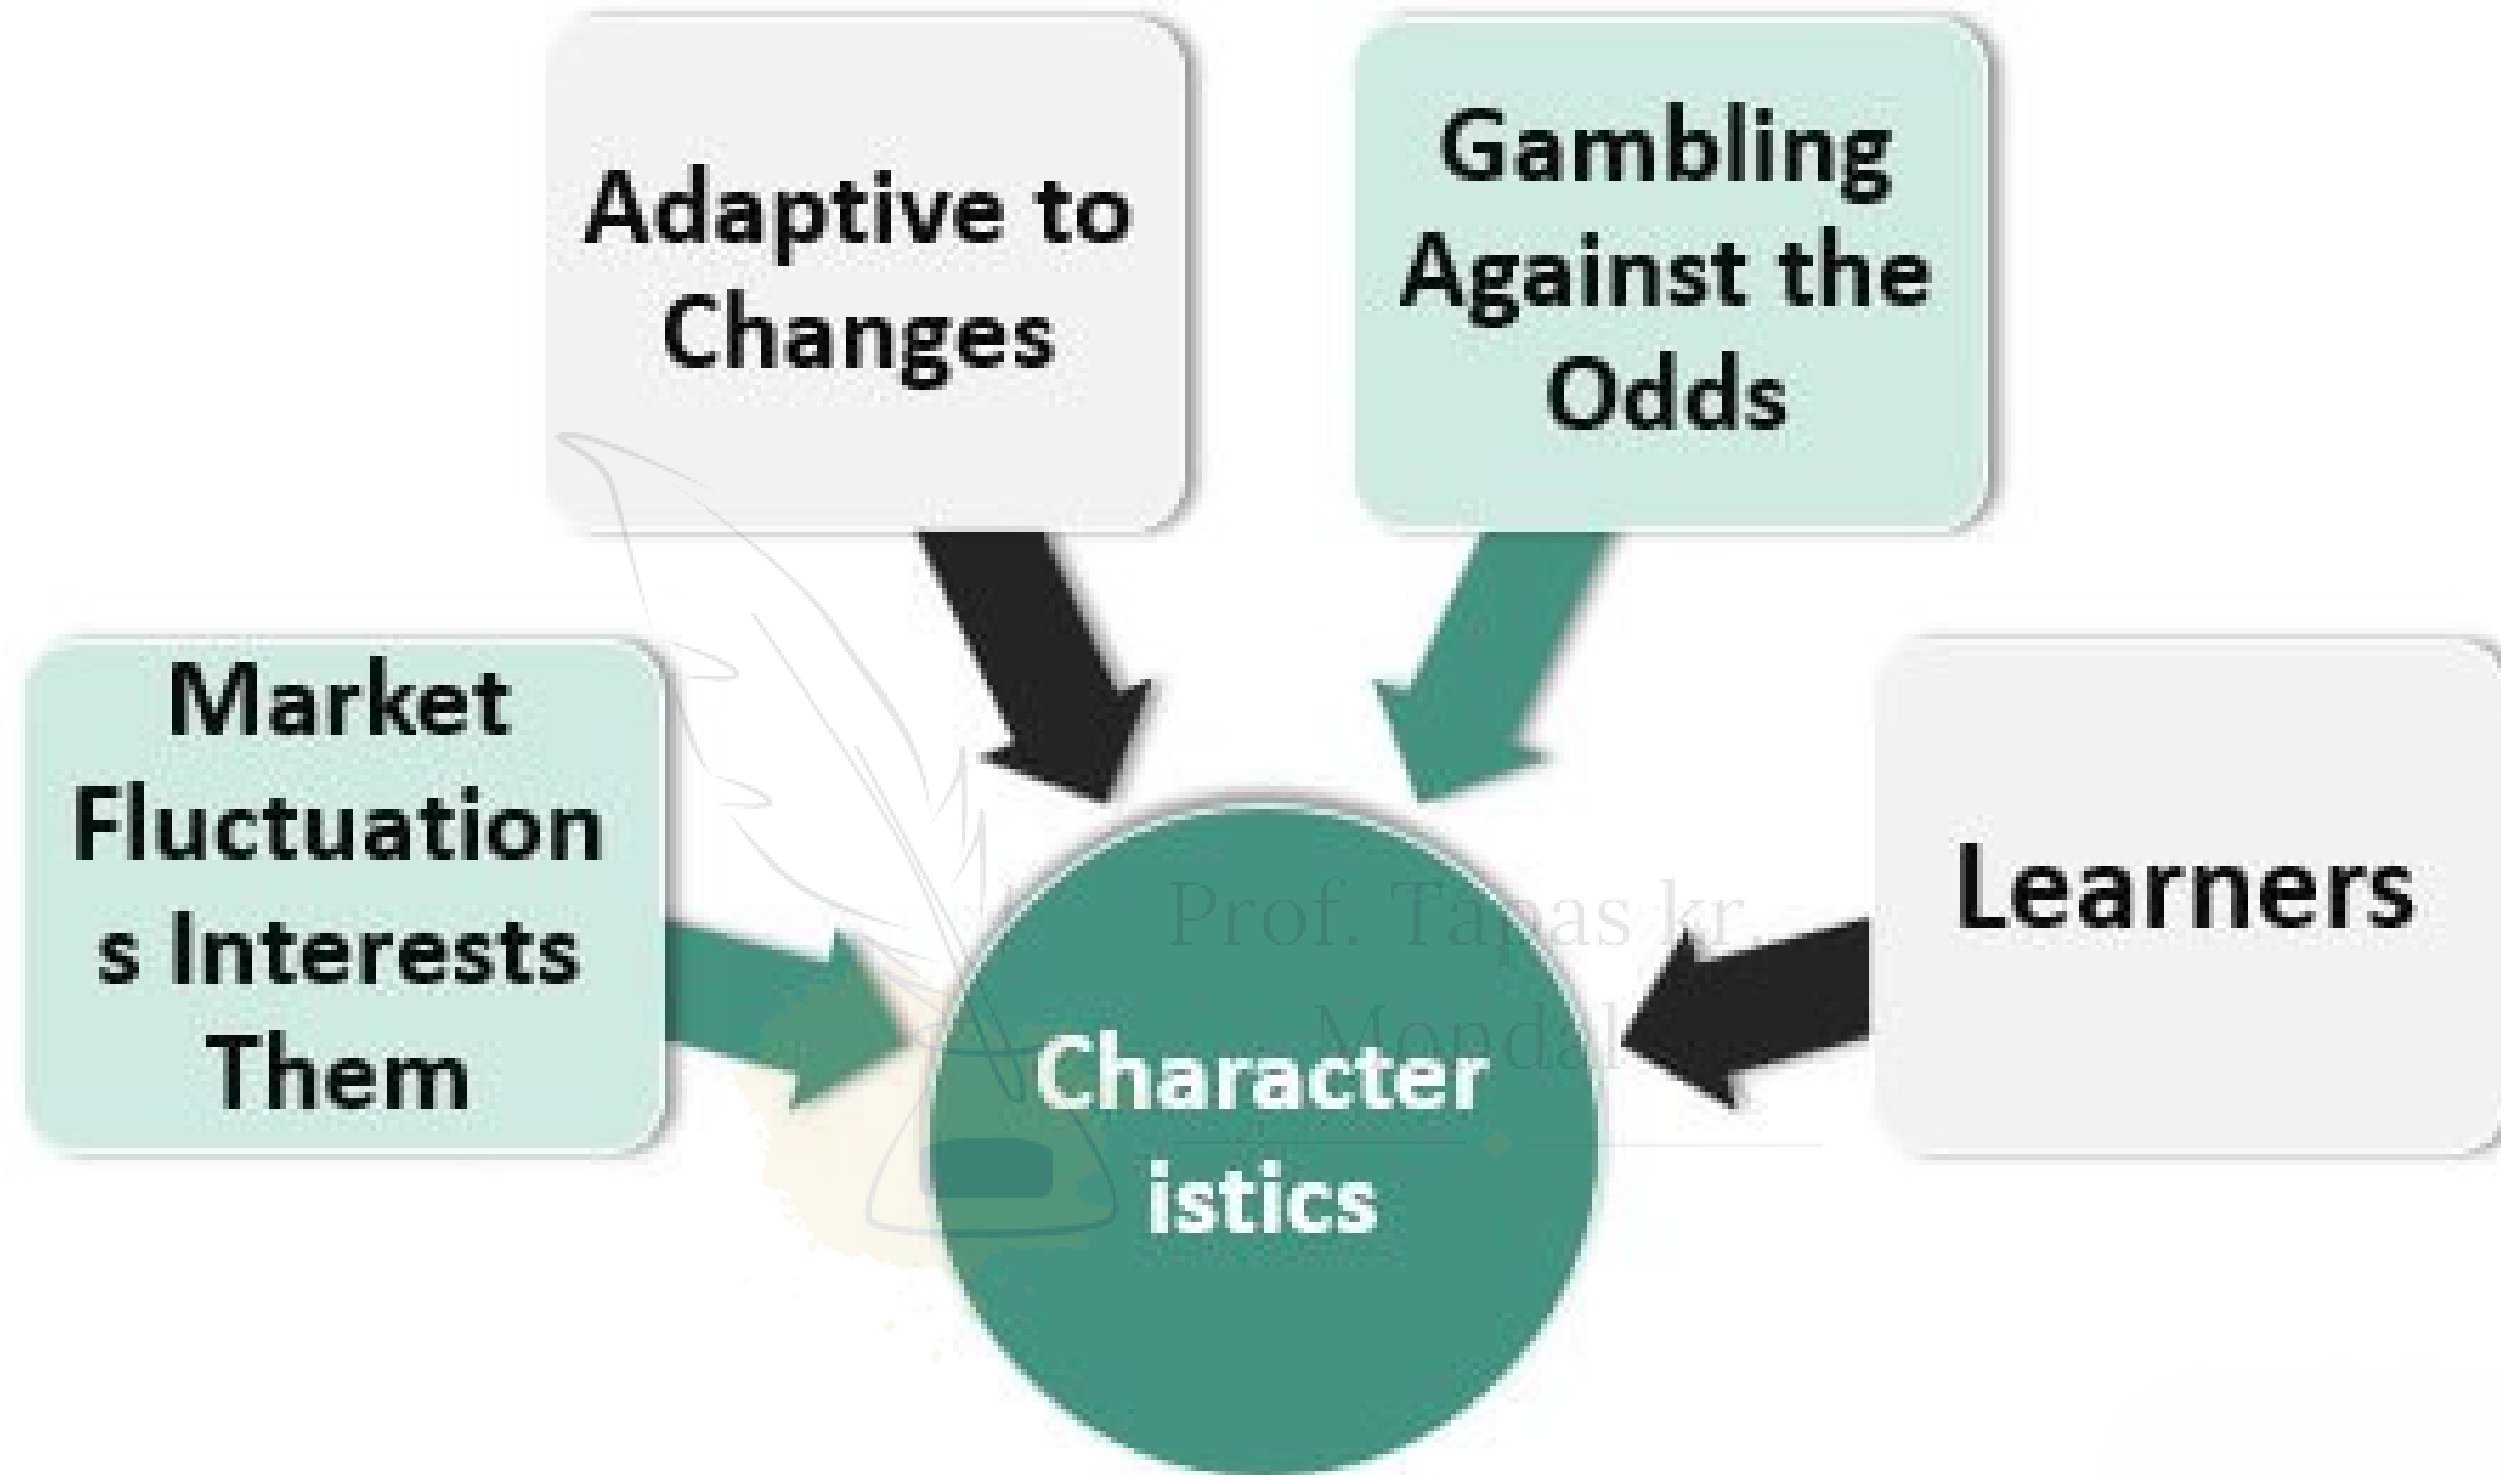 Adaptive to
Changes
Gambling
Against the
Odds
Market
Fluctuation
s Interests
Them
Learners
Prof. Tapas kr.
Mondal
Character
istics